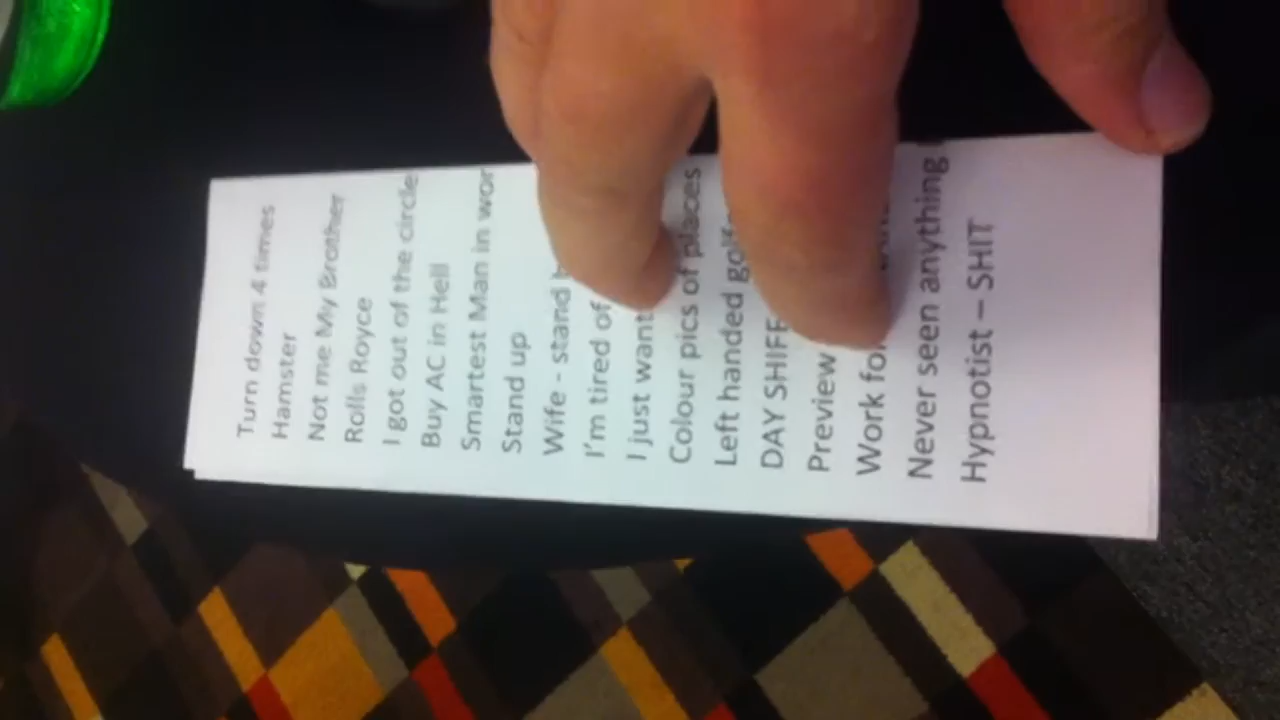 Turn down 4 times
Hamster
Not me My Brother
Rolls Royce
I got out of the circle
Buy AC in Hell
Smartest Man in wor
Stand up
Wife - stand
I'm tired of
I just want
Colour pics of places
Left handed golf
DAY SHIF
Preview
Work for
Never seen anything
Hypnotist – SHIT